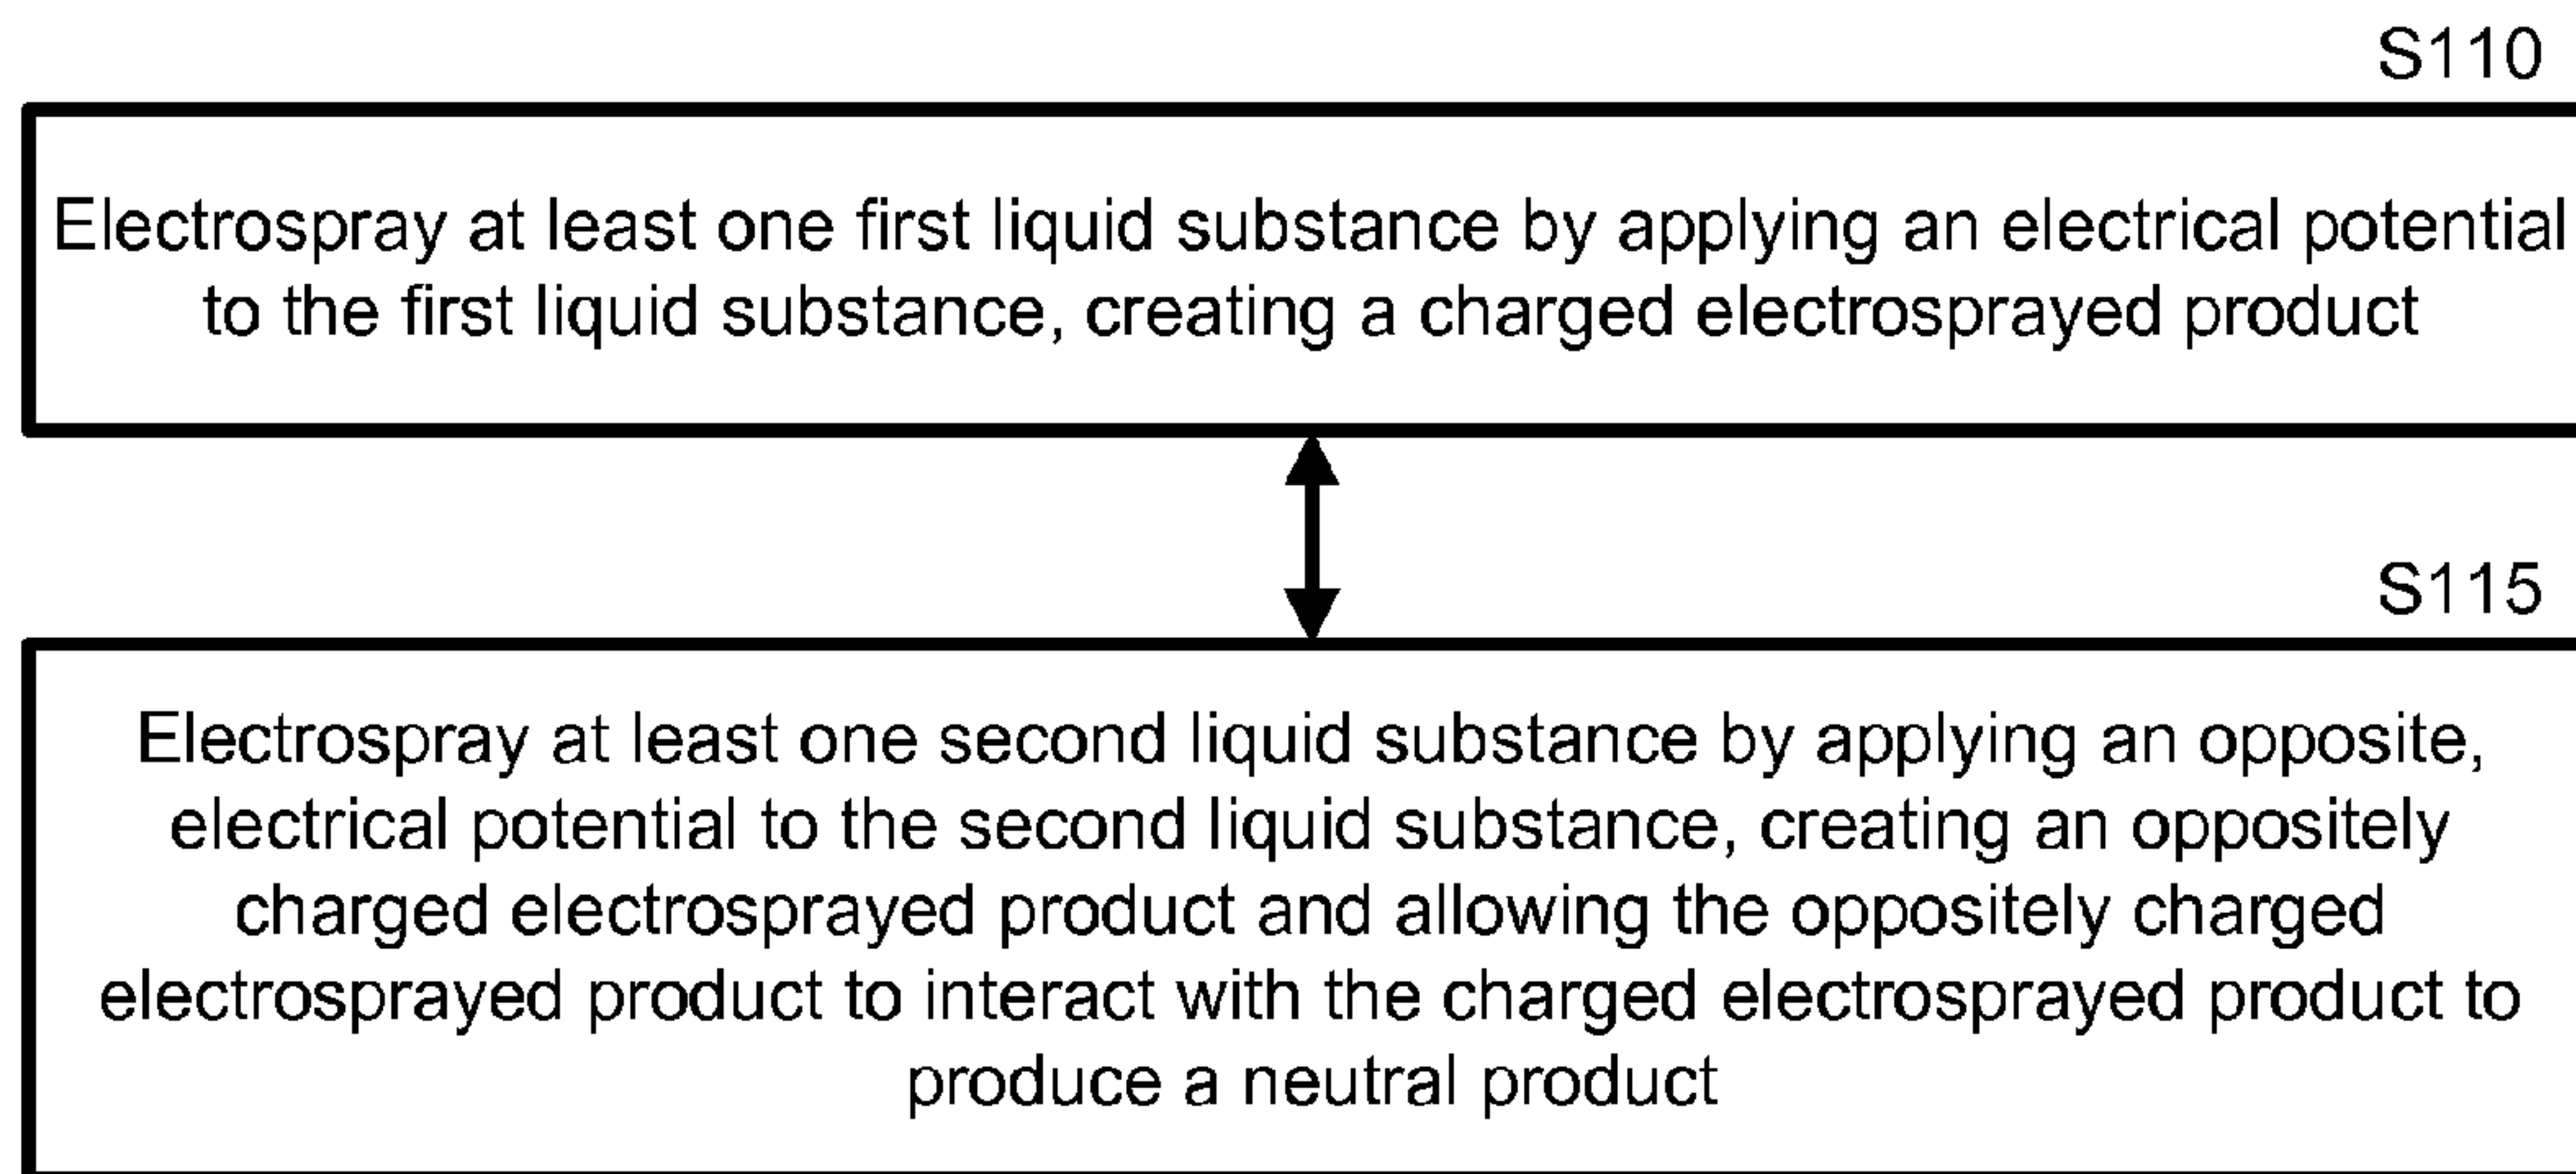 S110
Electrospray at least one first liquid substance by applying an electrical potential
to the first liquid substance, creating a charged electrosprayed product
S115
Electrospray at least one second liquid substance by applying an opposite,
electrical potential to the second liquid substance, creating an oppositely
charged electrosprayed product and allowing the oppositely charged
electrosprayed product to interact with the charged electrosprayed product to
produce a neutral product